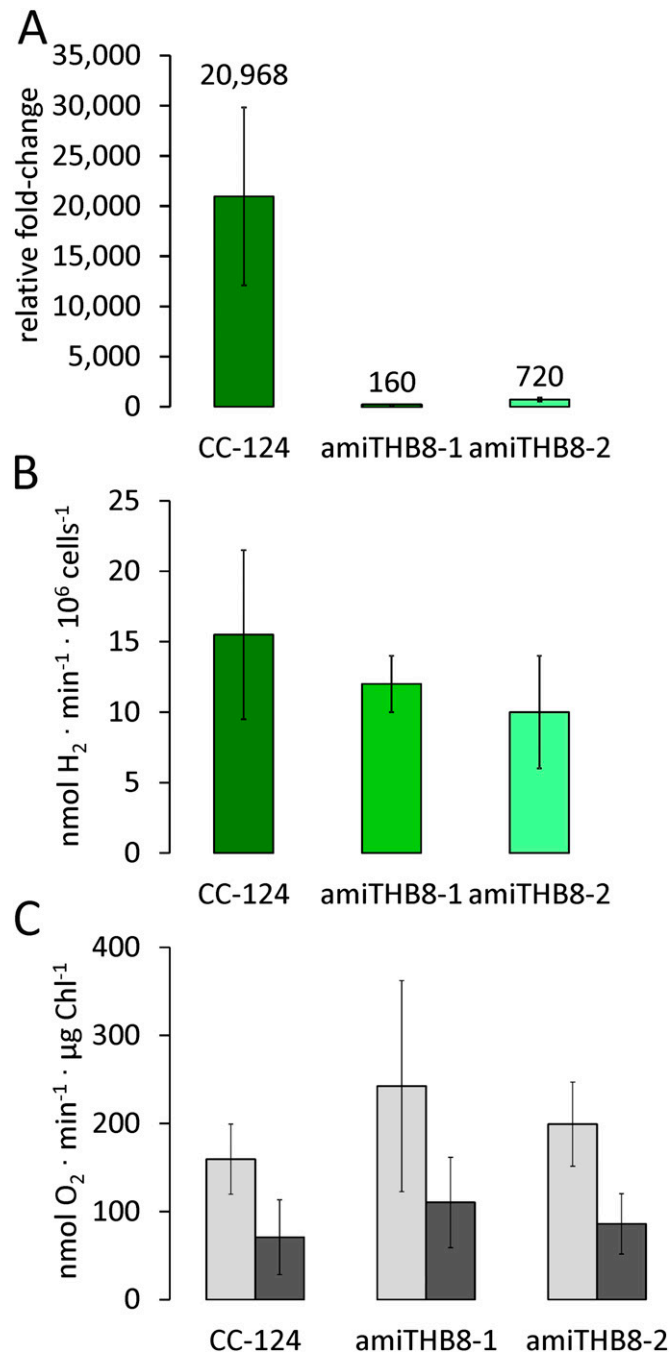 A
relative fold-change
35,000
30,000
25,000
20,000
15,000
10,000
5,000
0
20,968
160
720
CC-124 amiTHB8-1 amiTHB8-2
B
nmol H₂ · min⁻¹ · 10⁶ cells⁻¹
25
20
15
10
5
0
CC-124 amiTHB8-1 amiTHB8-2
C
nmol O₂ · min⁻¹ · µg Chl⁻¹
400
300
200
100
0
CC-124 amiTHB8-1 amiTHB8-2